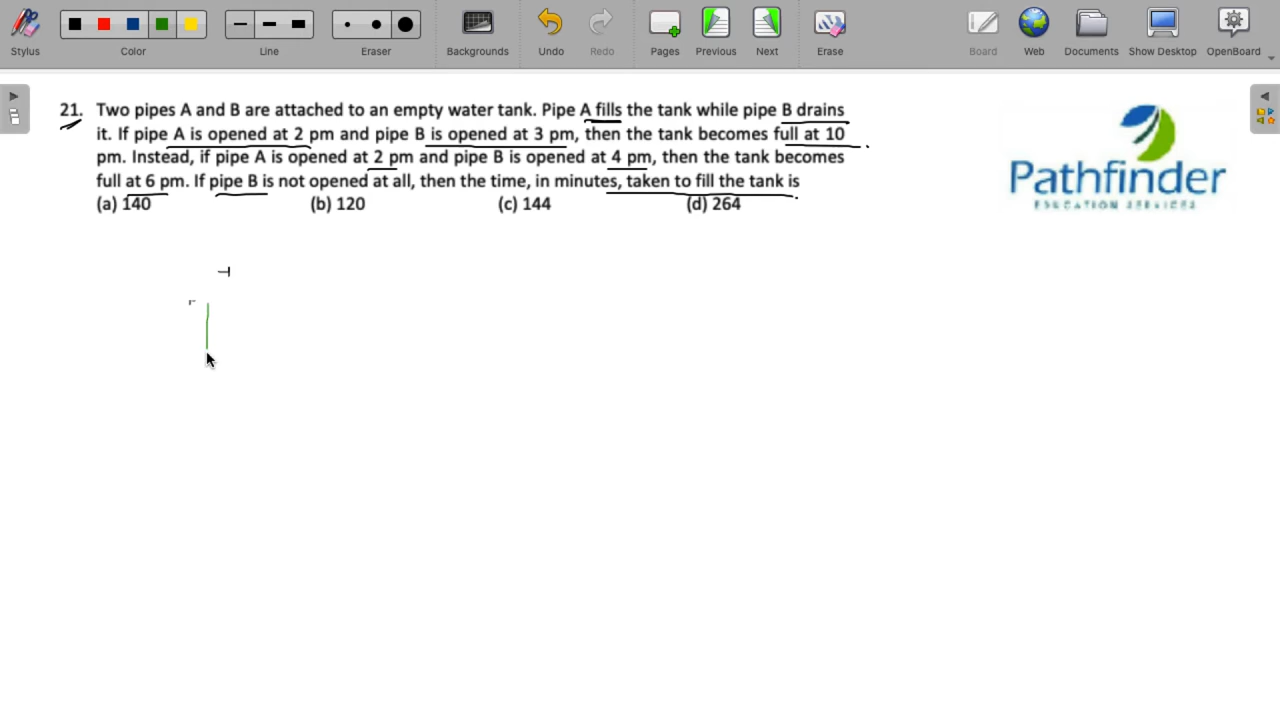 Stylus
Color
Line
Eraser
Backgrounds
Undo
Redo
Pages
Previous
Next
Erase
Board
Web
Documents
Show Desktop
OpenBoard
21. Two pipes A and B are attached to an empty water tank. Pipe A fills the tank while pipe B drains
it. If pipe A is opened at 2 pm and pipe B is opened at 3 pm, then the tank becomes full at 10
pm. Instead, if pipe A is opened at 2 pm and pipe B is opened at 4 pm, then the tank becomes
full at 6 pm. If pipe B is not opened at all, then the time, in minutes, taken to fill the tank is
(a) 140 (b) 120 (c) 144 (d) 264
Pathfinder
EDUCATION SERVICES